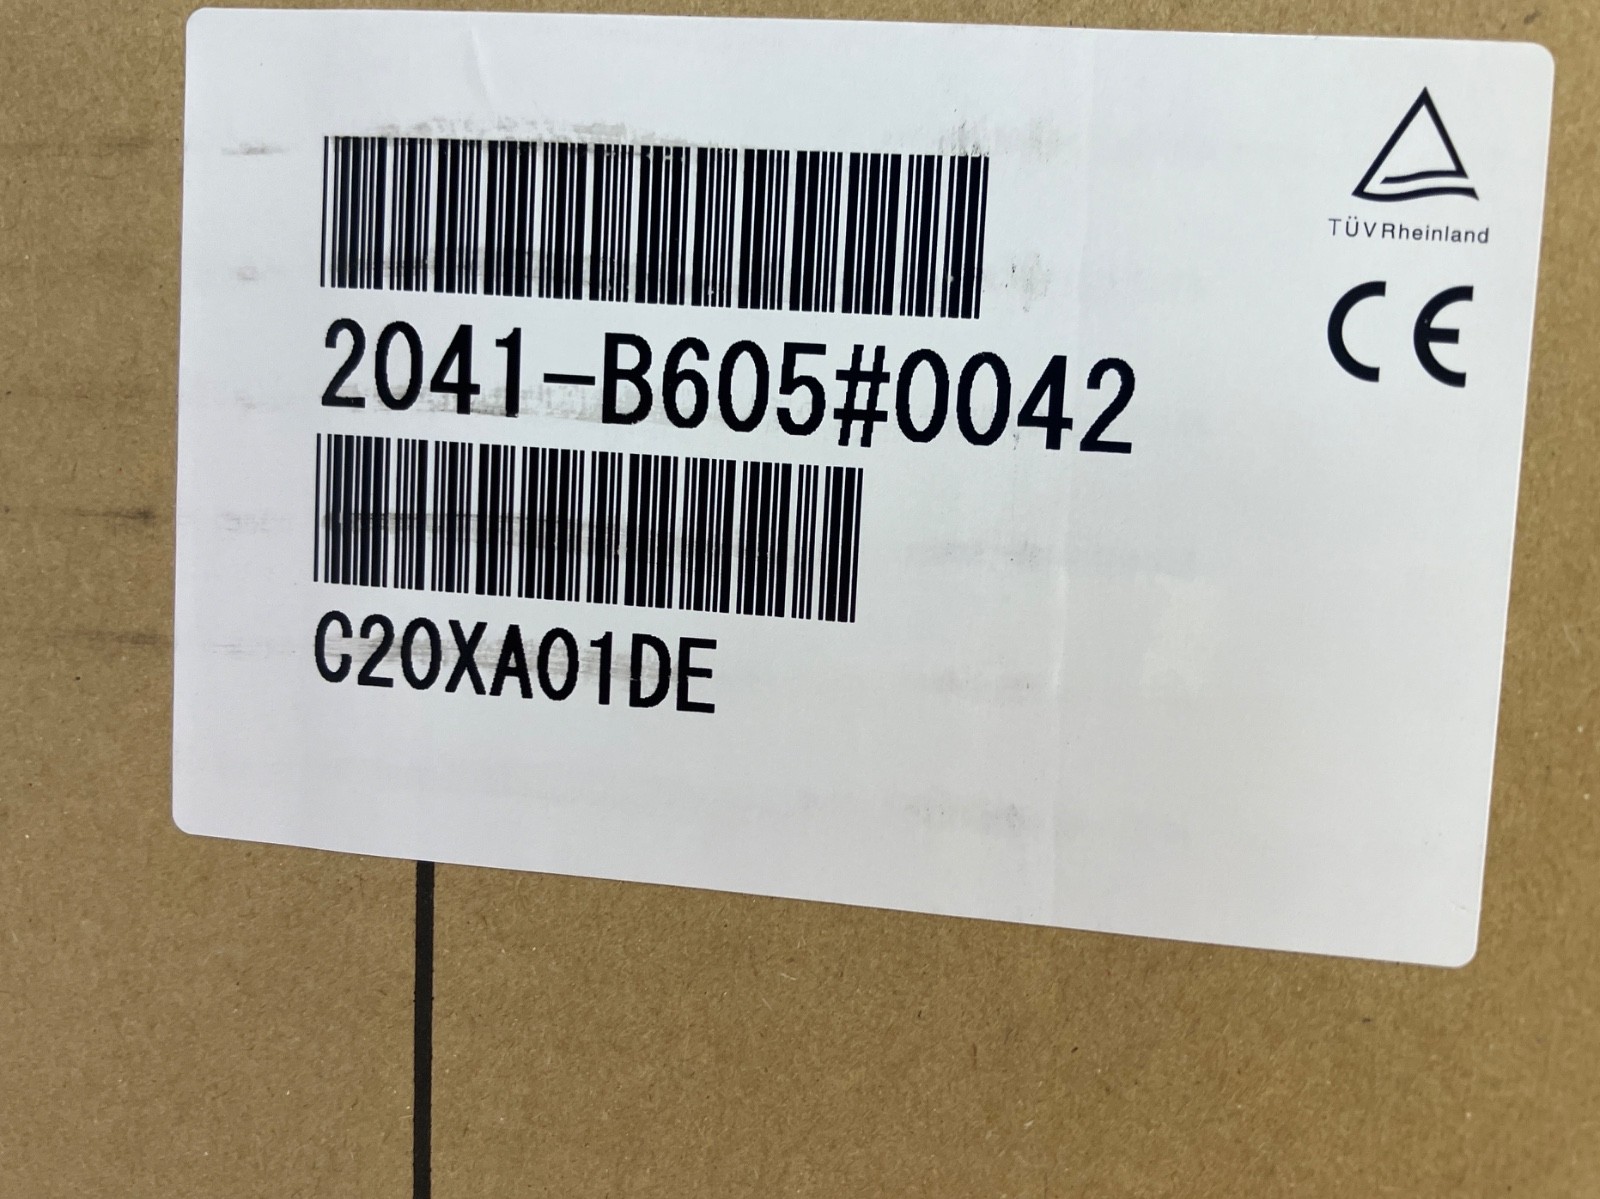 TÜVRheinland
CE
2041-B605#0042
C20XA01DE